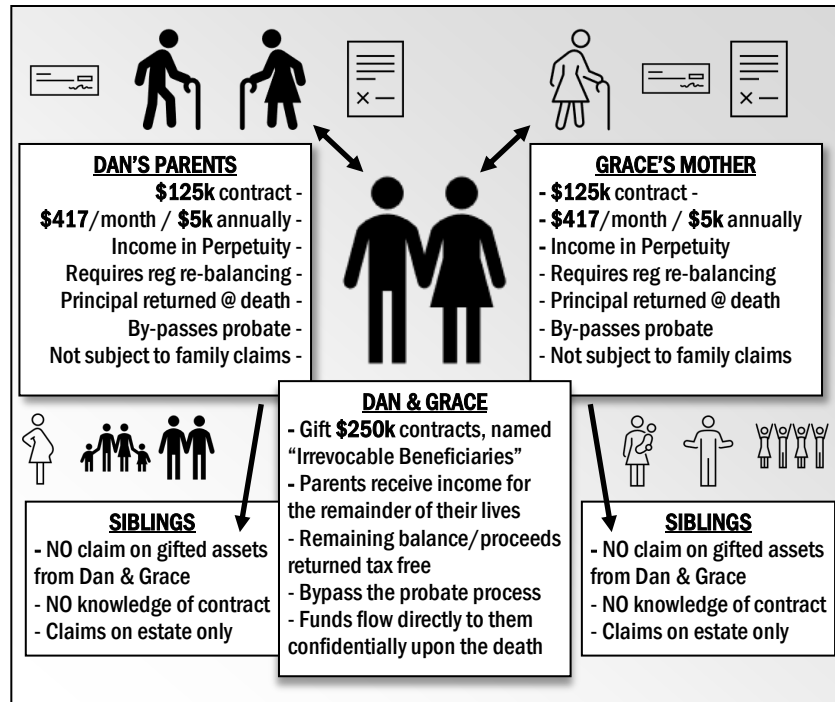 DAN'S PARENTS
$125k contract -
$417/month / $5k annually -
Income in Perpetuity -
Requires reg re-balancing -
Principal returned @ death -
By-passes probate -
Not subject to family claims -
GRACE'S MOTHER
- $125k contract -
- $417/month / $5k annually
- Income in Perpetuity
- Requires reg re-balancing
- Principal returned @ death
- By-passes probate
- Not subject to family claims
DAN & GRACE
- Gift $250k contracts, named
“Irrevocable Beneficiaries”
- Parents receive income for
the remainder of their lives
- Remaining balance/proceeds
returned tax free
- Bypass the probate process
- Funds flow directly to them
confidentially upon the death
SIBLINGS
- NO claim on gifted assets
from Dan & Grace
- NO knowledge of contract
- Claims on estate only
SIBLINGS
- NO claim on gifted assets
from Dan & Grace
- NO knowledge of contract
- Claims on estate only